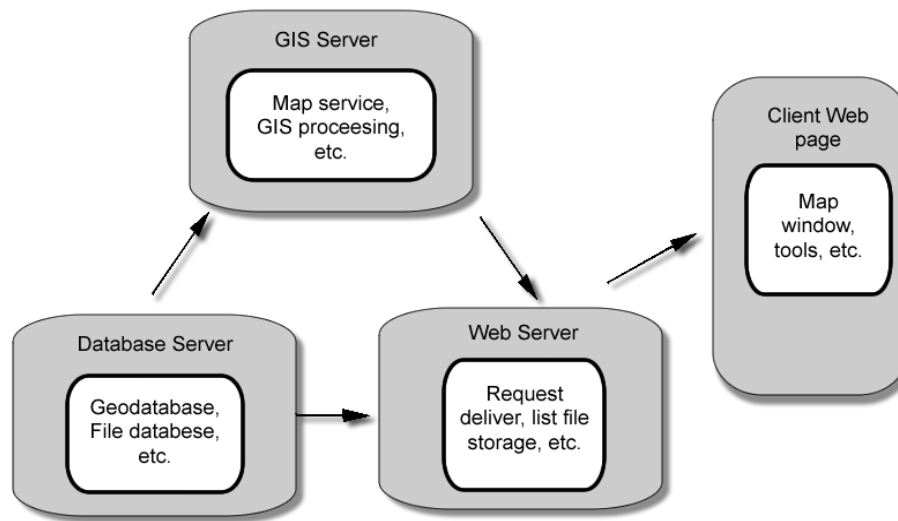 GIS Server
Map service,
GIS proceesing,
etc.
Client Web
page
Map
window,
tools, etc.
Database Server
Geodatabase,
File databese,
etc.
Web Server
Request
deliver, list file
storage, etc.